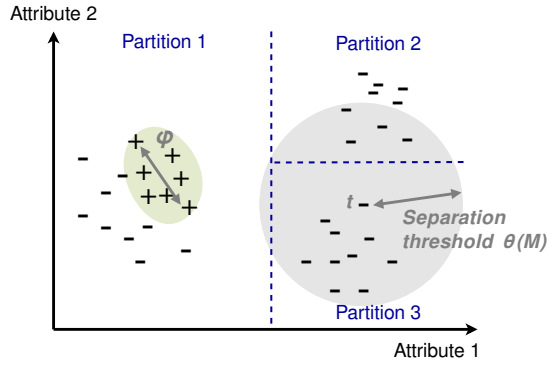 Attribute 2
Partition 1
Partition 2
φ
t
Separation
threshold θ(M)
Partition 3
Attribute 1